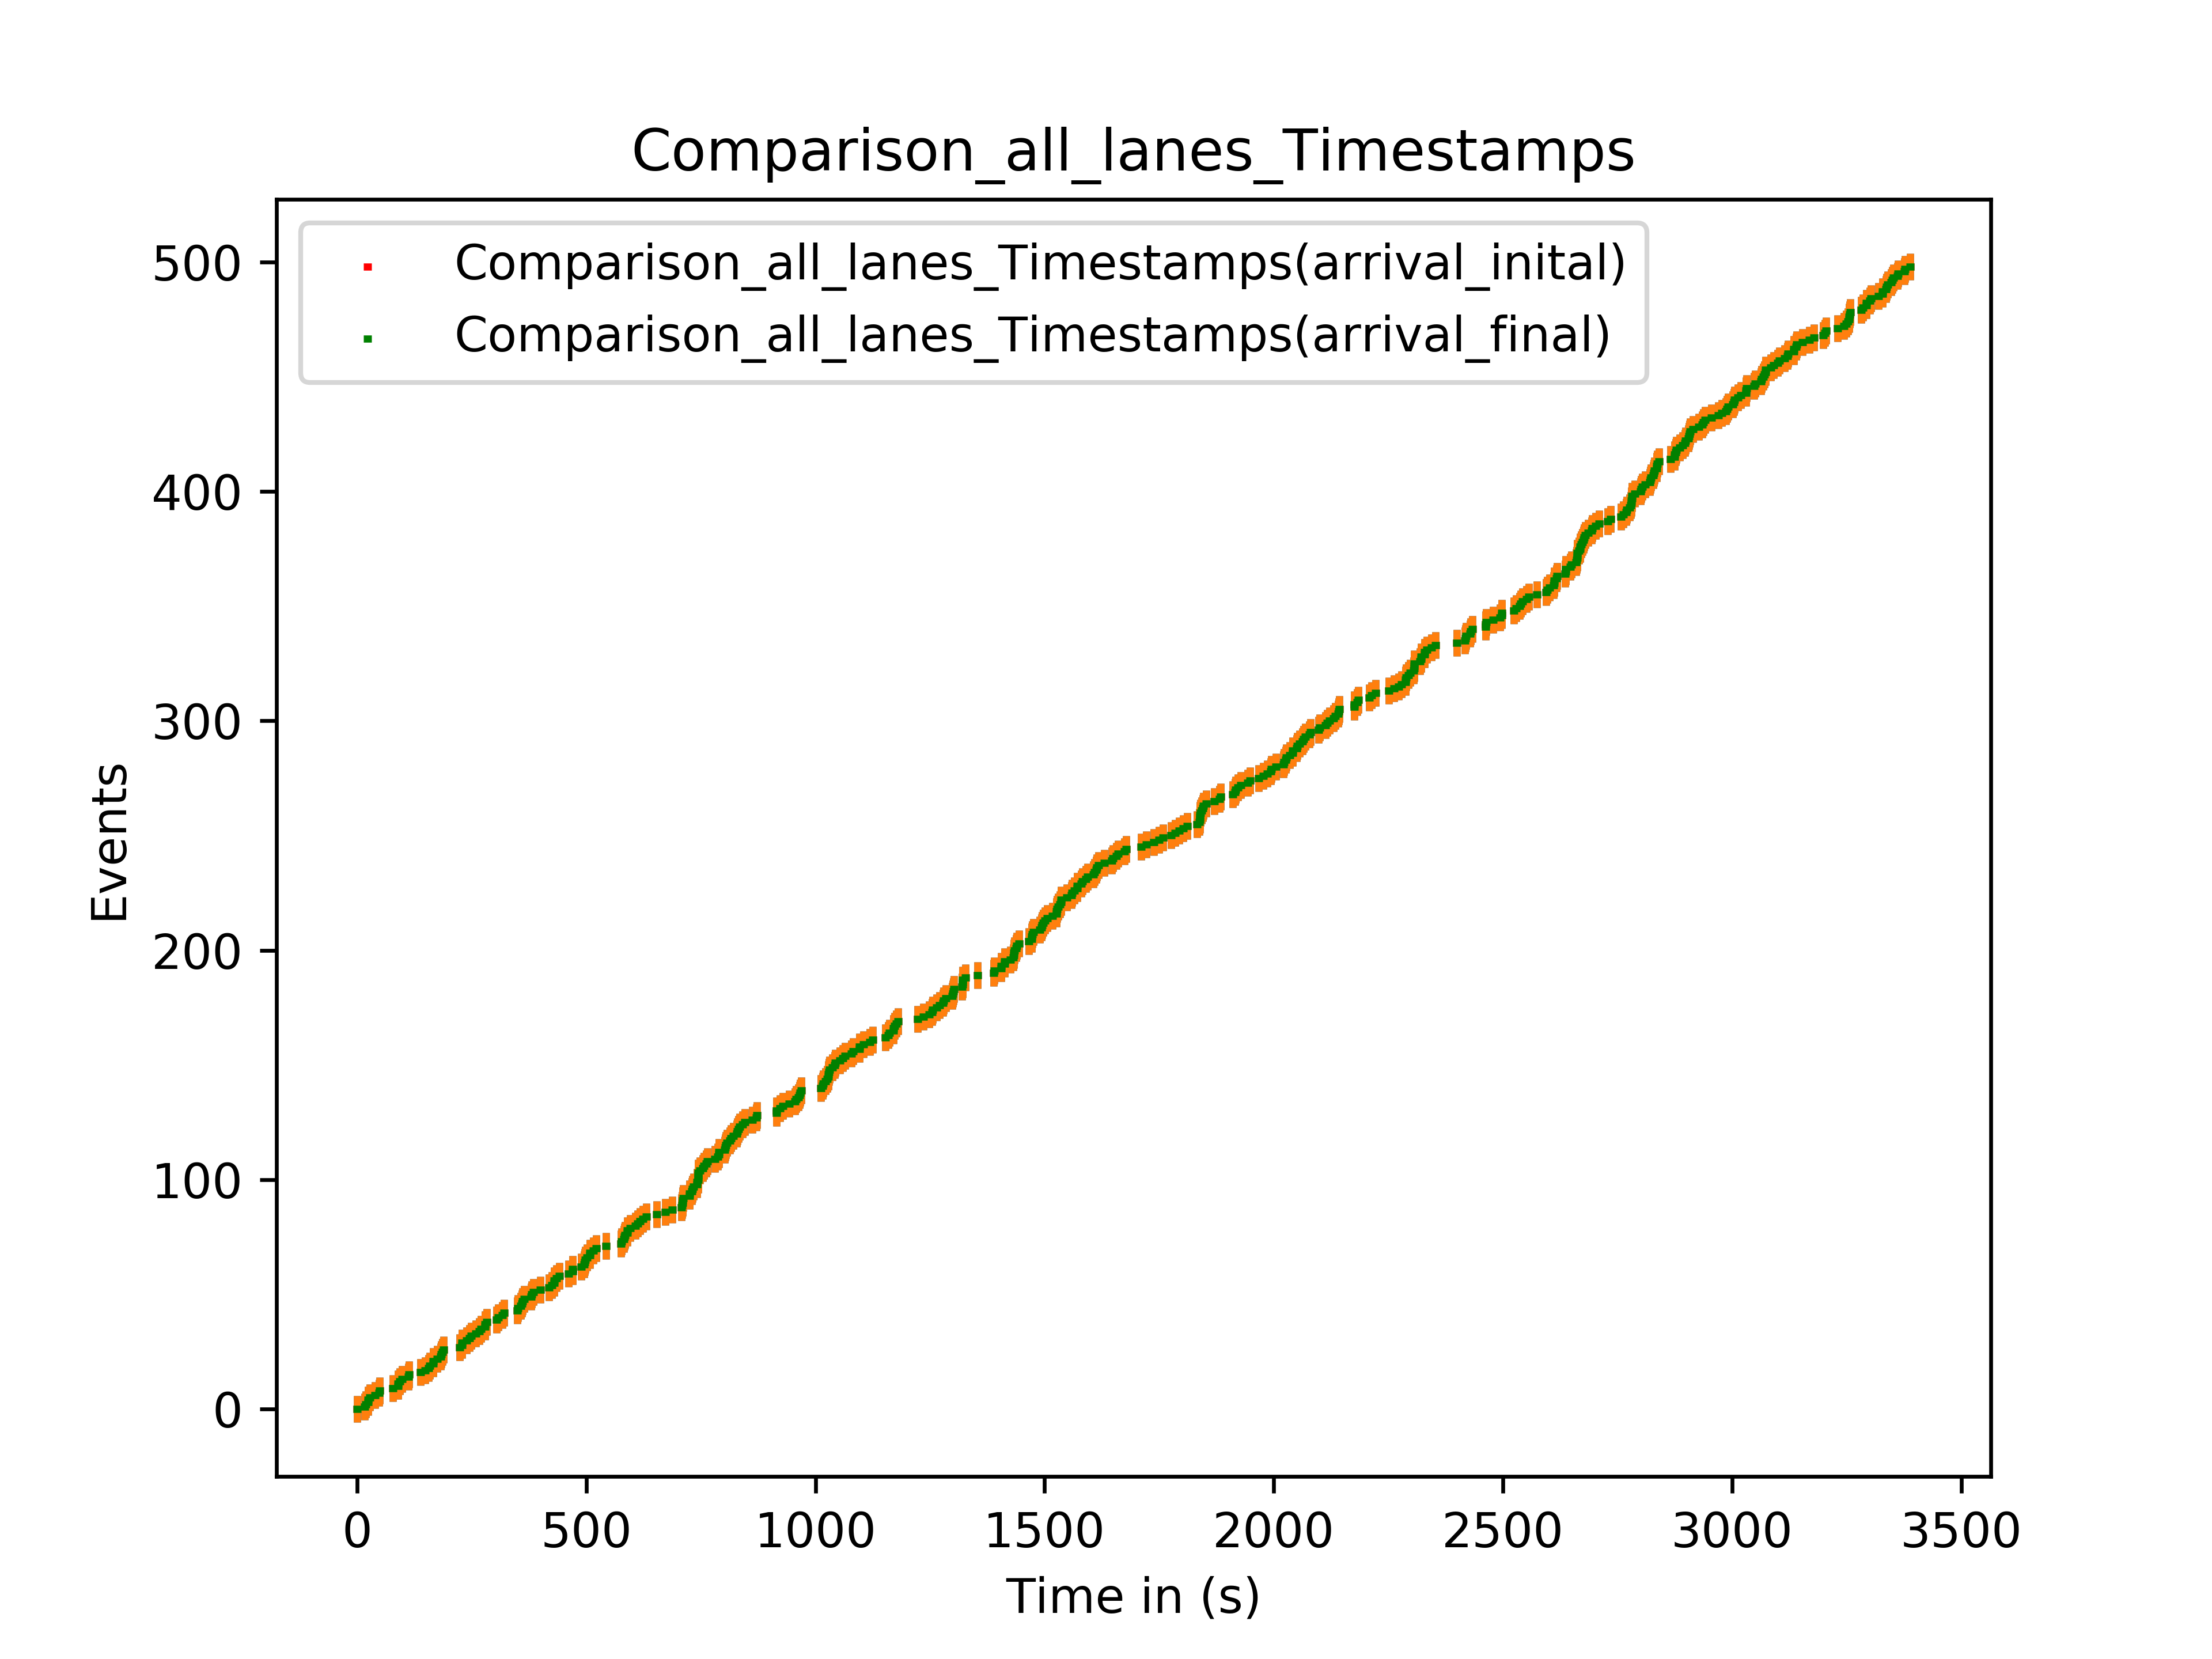 Comparison_all_lanes_Timestamps
Comparison_all_lanes_Timestamps(arrival_inital)
Comparison_all_lanes_Timestamps(arrival_final)
500
400
300
200
100
0
Events
0 500 1000 1500 2000 2500 3000 3500
Time in (s)